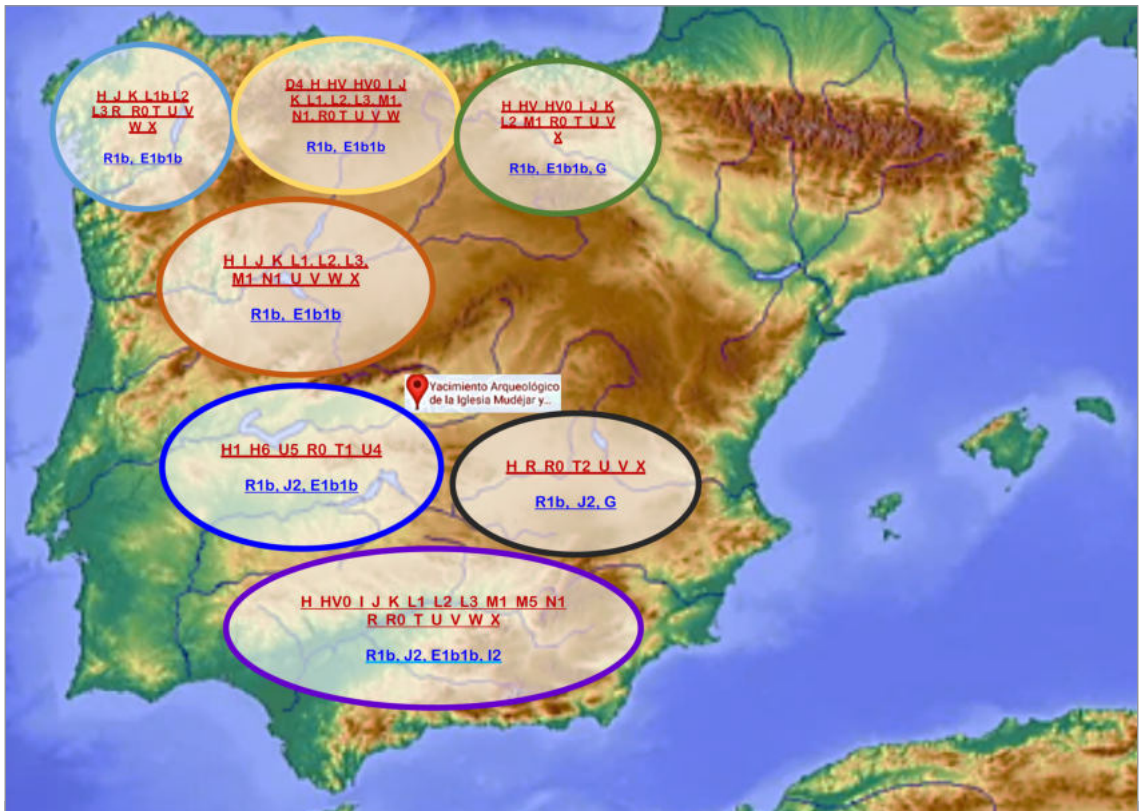 H J K L1b L2
L3 R R0 T U V
W X
R1b, E1b1b
D4 H HV HV0 I J
K L1, L2, L3, M1,
N1, R0 T U V W
R1b, E1b1b
H HV HV0 I J K
L2 M1 R0 T U V
X
R1b, E1b1b, G
H I J K L1, L2, L3,
M1 N1 U V W X
R1b, E1b1b
Yacimiento Arqueológico
de la Iglesia Mudéjar y...
H1 H6 U5 R0 T1 U4
R1b, J2, E1b1b
H R R0 T2 U V X
R1b, J2, G
H HV0 I J K L1 L2 L3 M1 M5 N1
R R0 T U V W X
R1b, J2, E1b1b, I2